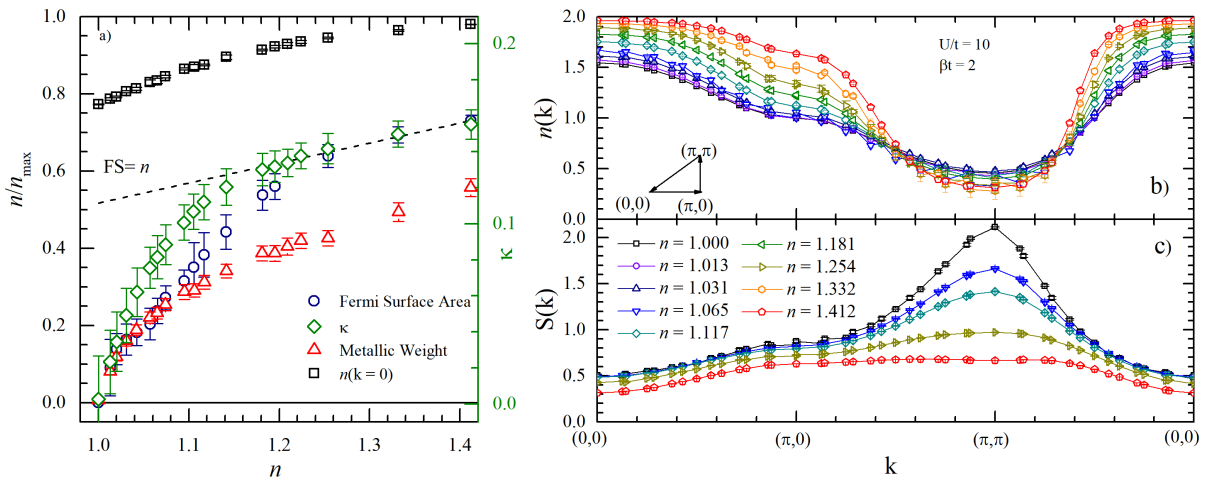 a)
1.0
0.8
0.6
0.4
0.2
0.0
n/n_max
FS= n
0.2
0.1
0.0
κ
Fermi Surface Area
κ
Metallic Weight
n(k = 0)
1.0
1.1
1.2
1.3
1.4
n
2.0
1.5
1.0
0.5
0.0
n(k)
U/t = 10
βt = 2
(π,π)
(0,0)
(π,0)
b)
2.0
1.5
1.0
0.5
0.0
S(k)
c)
n = 1.000
n = 1.013
n = 1.031
n = 1.065
n = 1.117
n = 1.181
n = 1.254
n = 1.332
n = 1.412
(0,0)
(π,0)
(π,π)
(0,0)
k